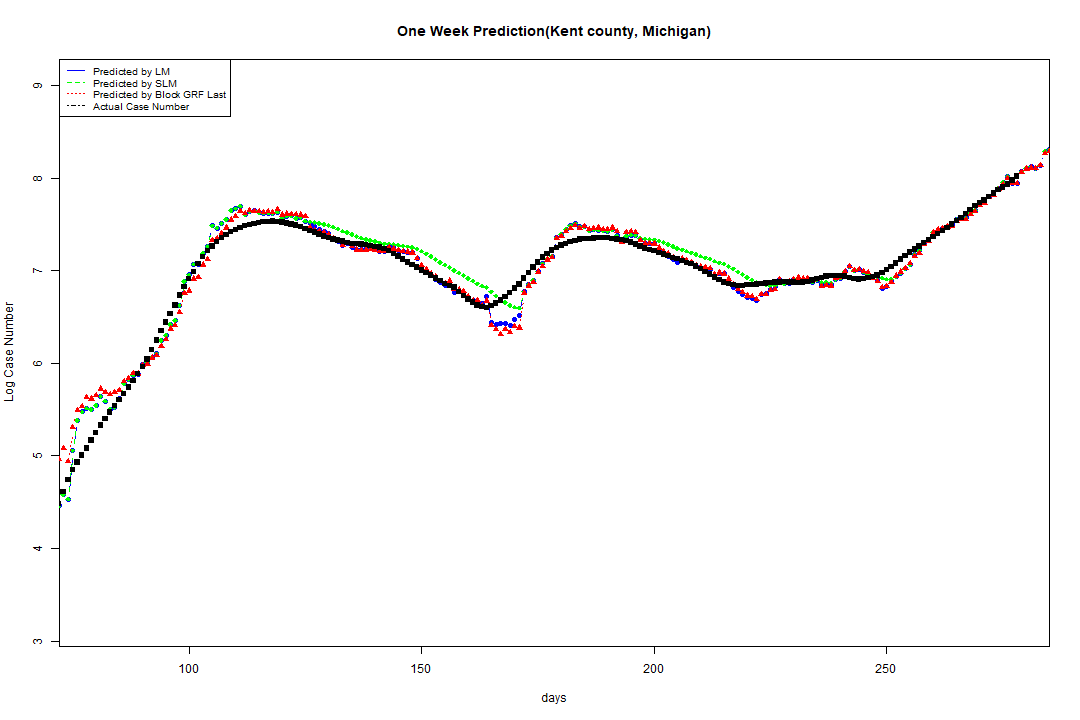 One Week Prediction(Kent county, Michigan)
Predicted by LM
Predicted by SLM
Predicted by Block GRF Last
Actual Case Number
9
8
7
6
5
4
3
Log Case Number
100 150 200 250
days